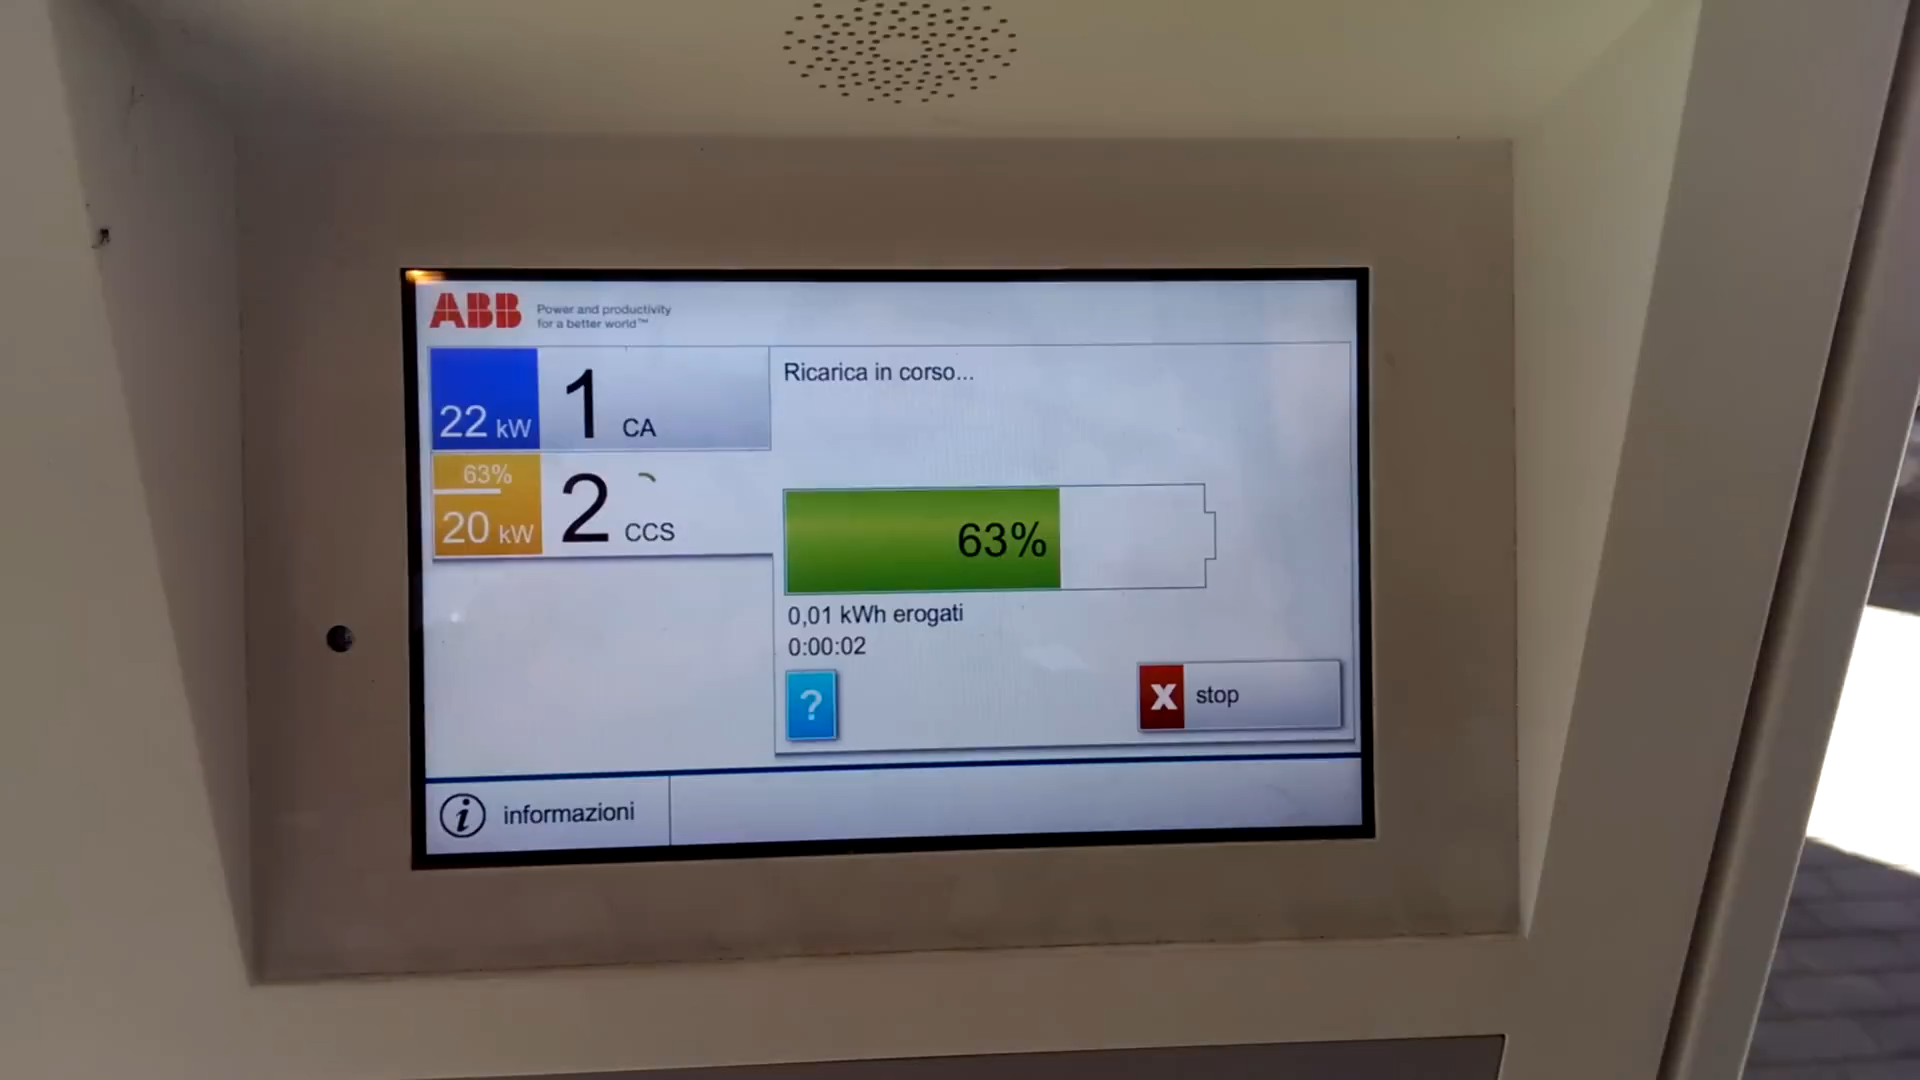 ABB
Power and productivity
for a better world™
22 kW
1 CA
63%
20 kW
2 CCS
Ricarica in corso...
63%
0,01 kWh erogati
0:00:02
?
X stop
i informazioni